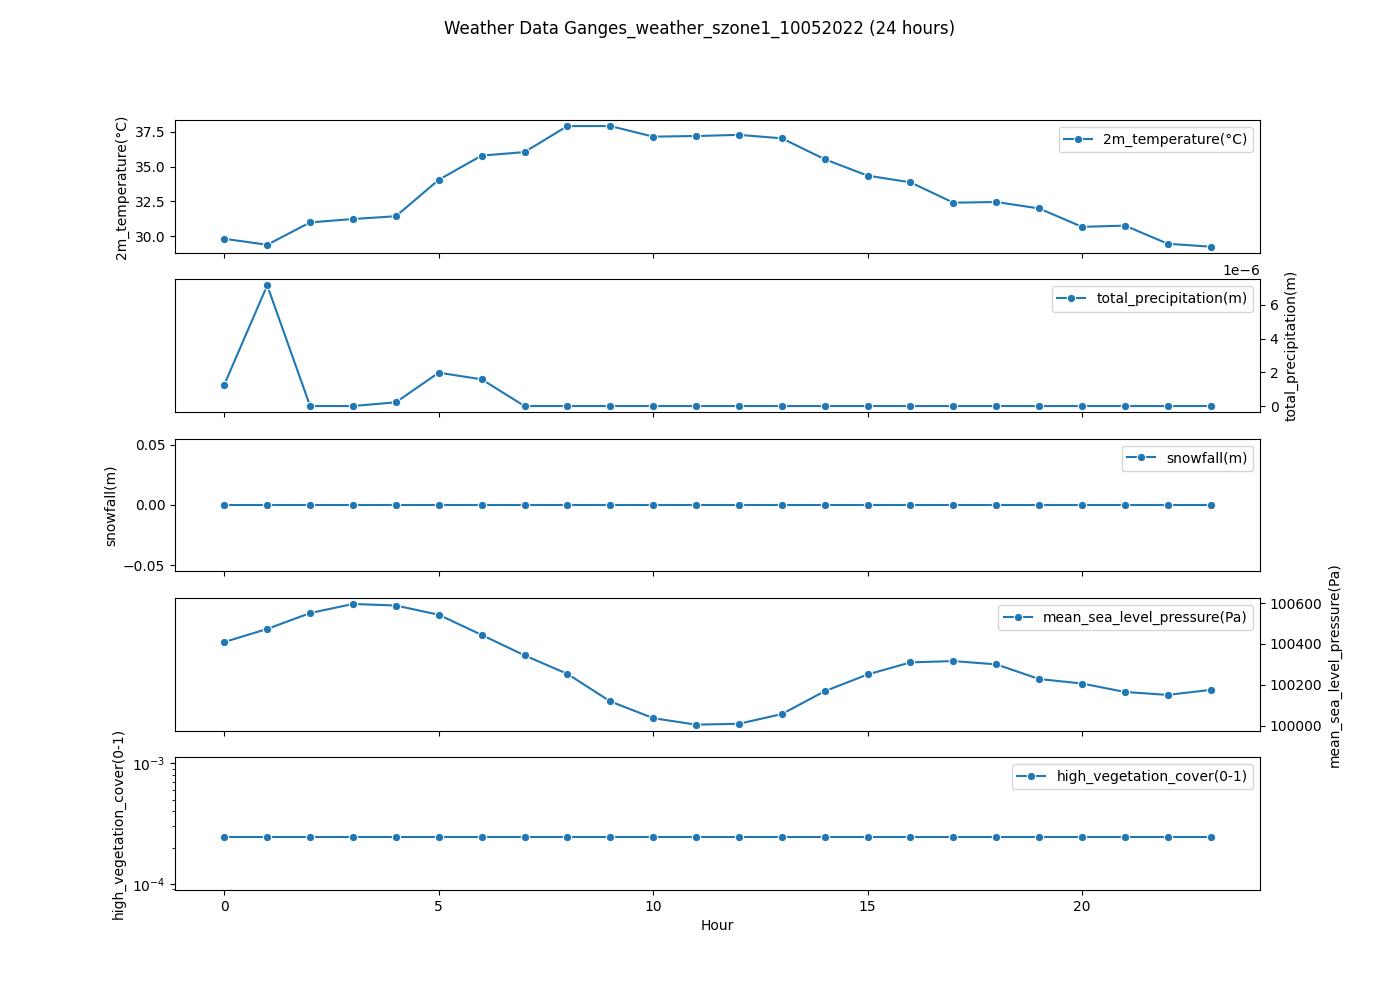 Weather Data Ganges_weather_szone1_10052022 (24 hours)
2m_temperature(°C)
37.5
35.0
32.5
30.0
2m_temperature(°C)
1e−6
total_precipitation(m)
6
4
2
0
total_precipitation(m)
snowfall(m)
0.05
0.00
−0.05
snowfall(m)
mean_sea_level_pressure(Pa)
100600
100400
100200
100000
mean_sea_level_pressure(Pa)
high_vegetation_cover(0-1)
10⁻³
10⁻⁴
high_vegetation_cover(0-1)
0 5 10 15 20
Hour